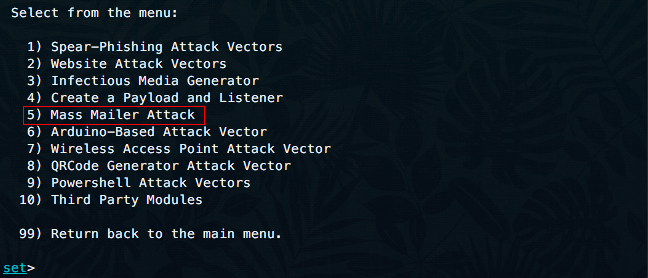 Select from the menu:
1) Spear-Phishing Attack Vectors
2) Website Attack Vectors
3) Infectious Media Generator
4) Create a Payload and Listener
5) Mass Mailer Attack
6) Arduino-Based Attack Vector
7) Wireless Access Point Attack Vector
8) QRCode Generator Attack Vector
9) Powershell Attack Vectors
10) Third Party Modules
99) Return back to the main menu.
set>